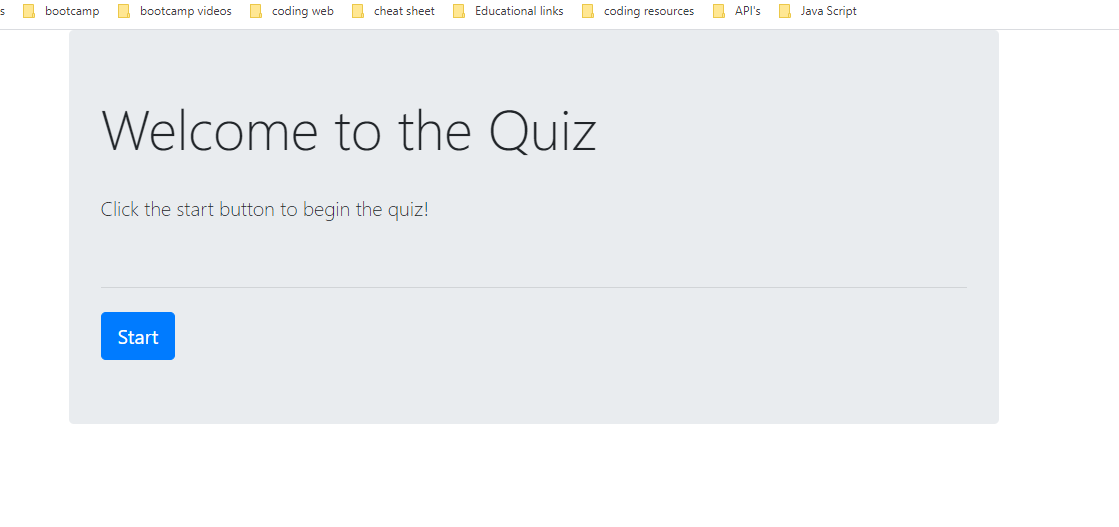 s bootcamp bootcamp videos coding web cheat sheet Educational links coding resources API's Java Script
Welcome to the Quiz
Click the start button to begin the quiz!
Start